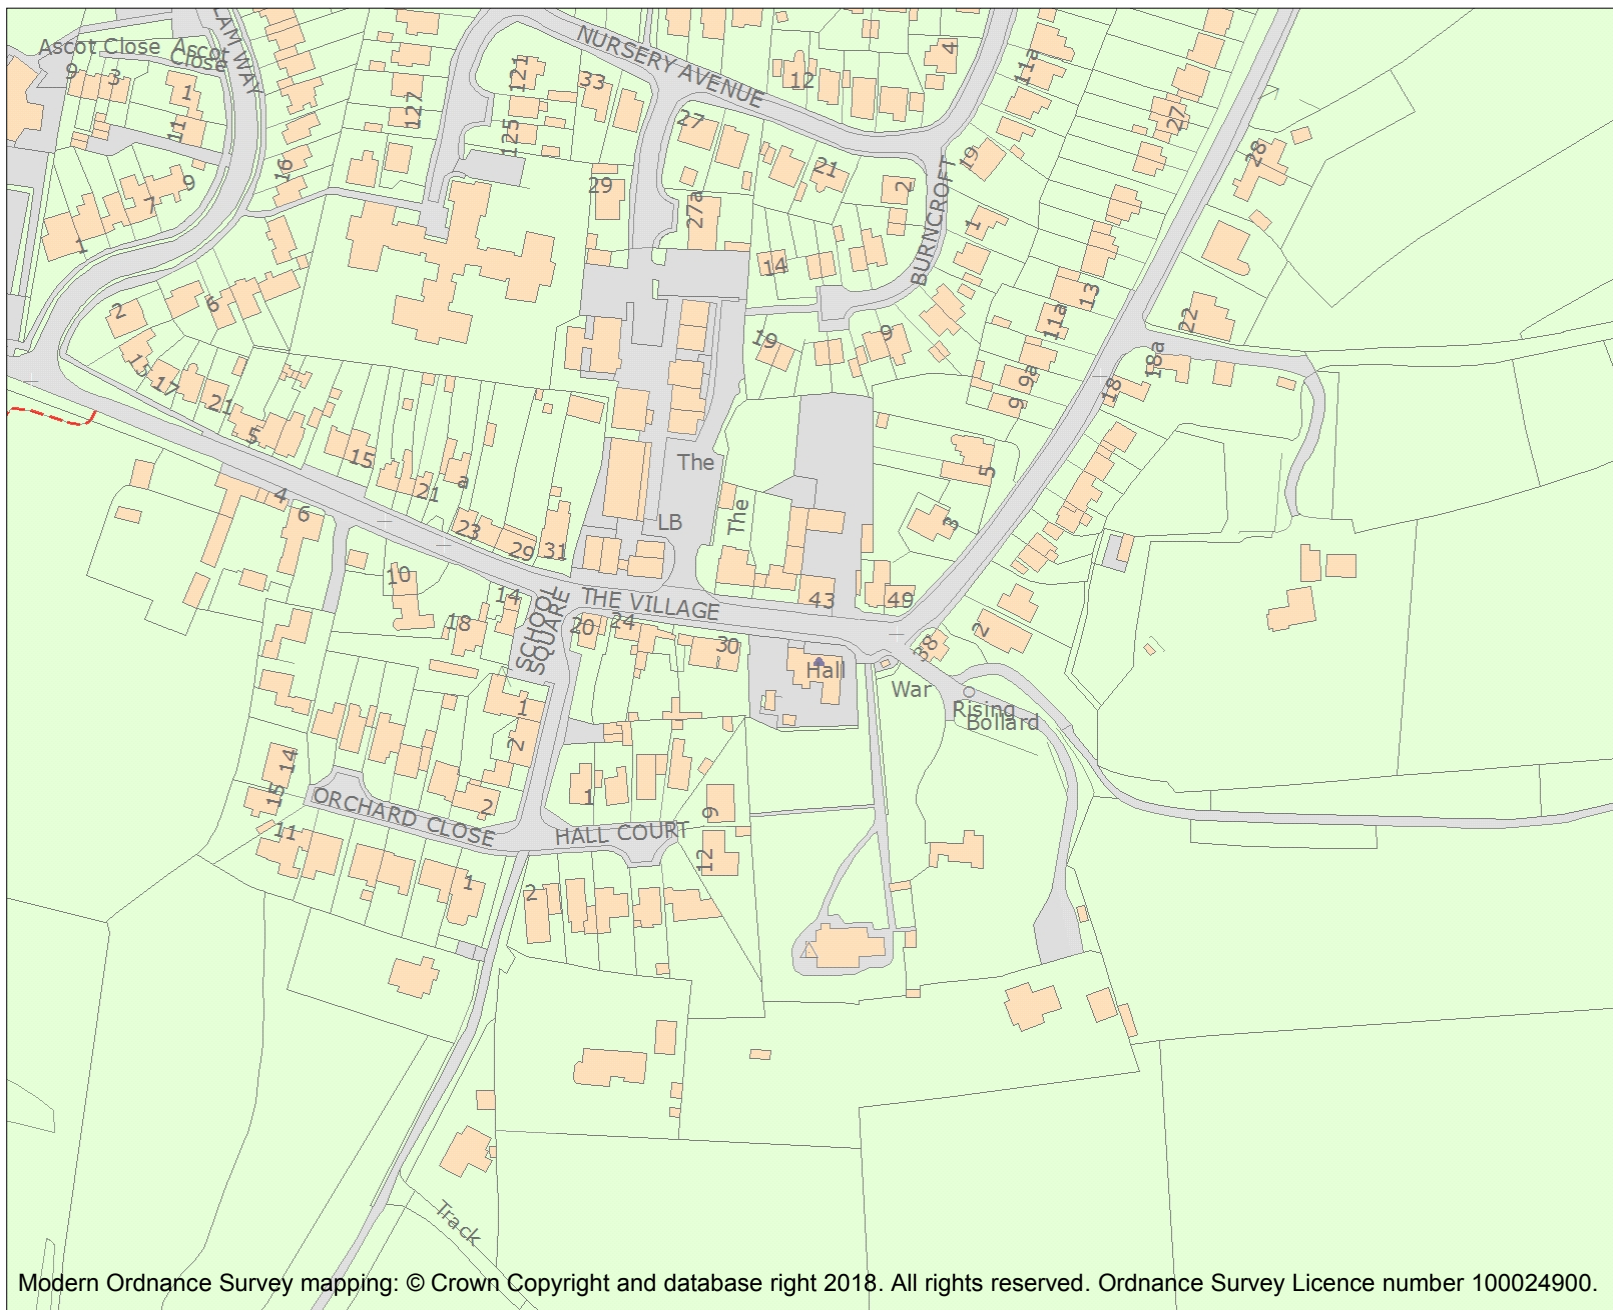 Ascot Close
Ascot
Close
LAM WAY
9
3
1
11
9
7
1
16
127
121
125
33
NURSERY AVENUE
12
4
11a
27
28
27
21
2
19
29
27a
BURNCROFT
1
14
13
11a
22
2
6
19
9
9a
9
18
18a
15
17
21
5
15
21
a
23
29
31
4
6
The
The
LB
5
3
10
14
18
SCHOOL
SQUARE
20
24
THE VILLAGE
30
43
49
38
2
Hall
War
Rising
Bollard
1
2
14
15
11
ORCHARD CLOSE
2
1
HALL COURT
9
12
1
2
Track
Modern Ordnance Survey mapping: © Crown Copyright and database right 2018. All rights reserved. Ordnance Survey Licence number 100024900.